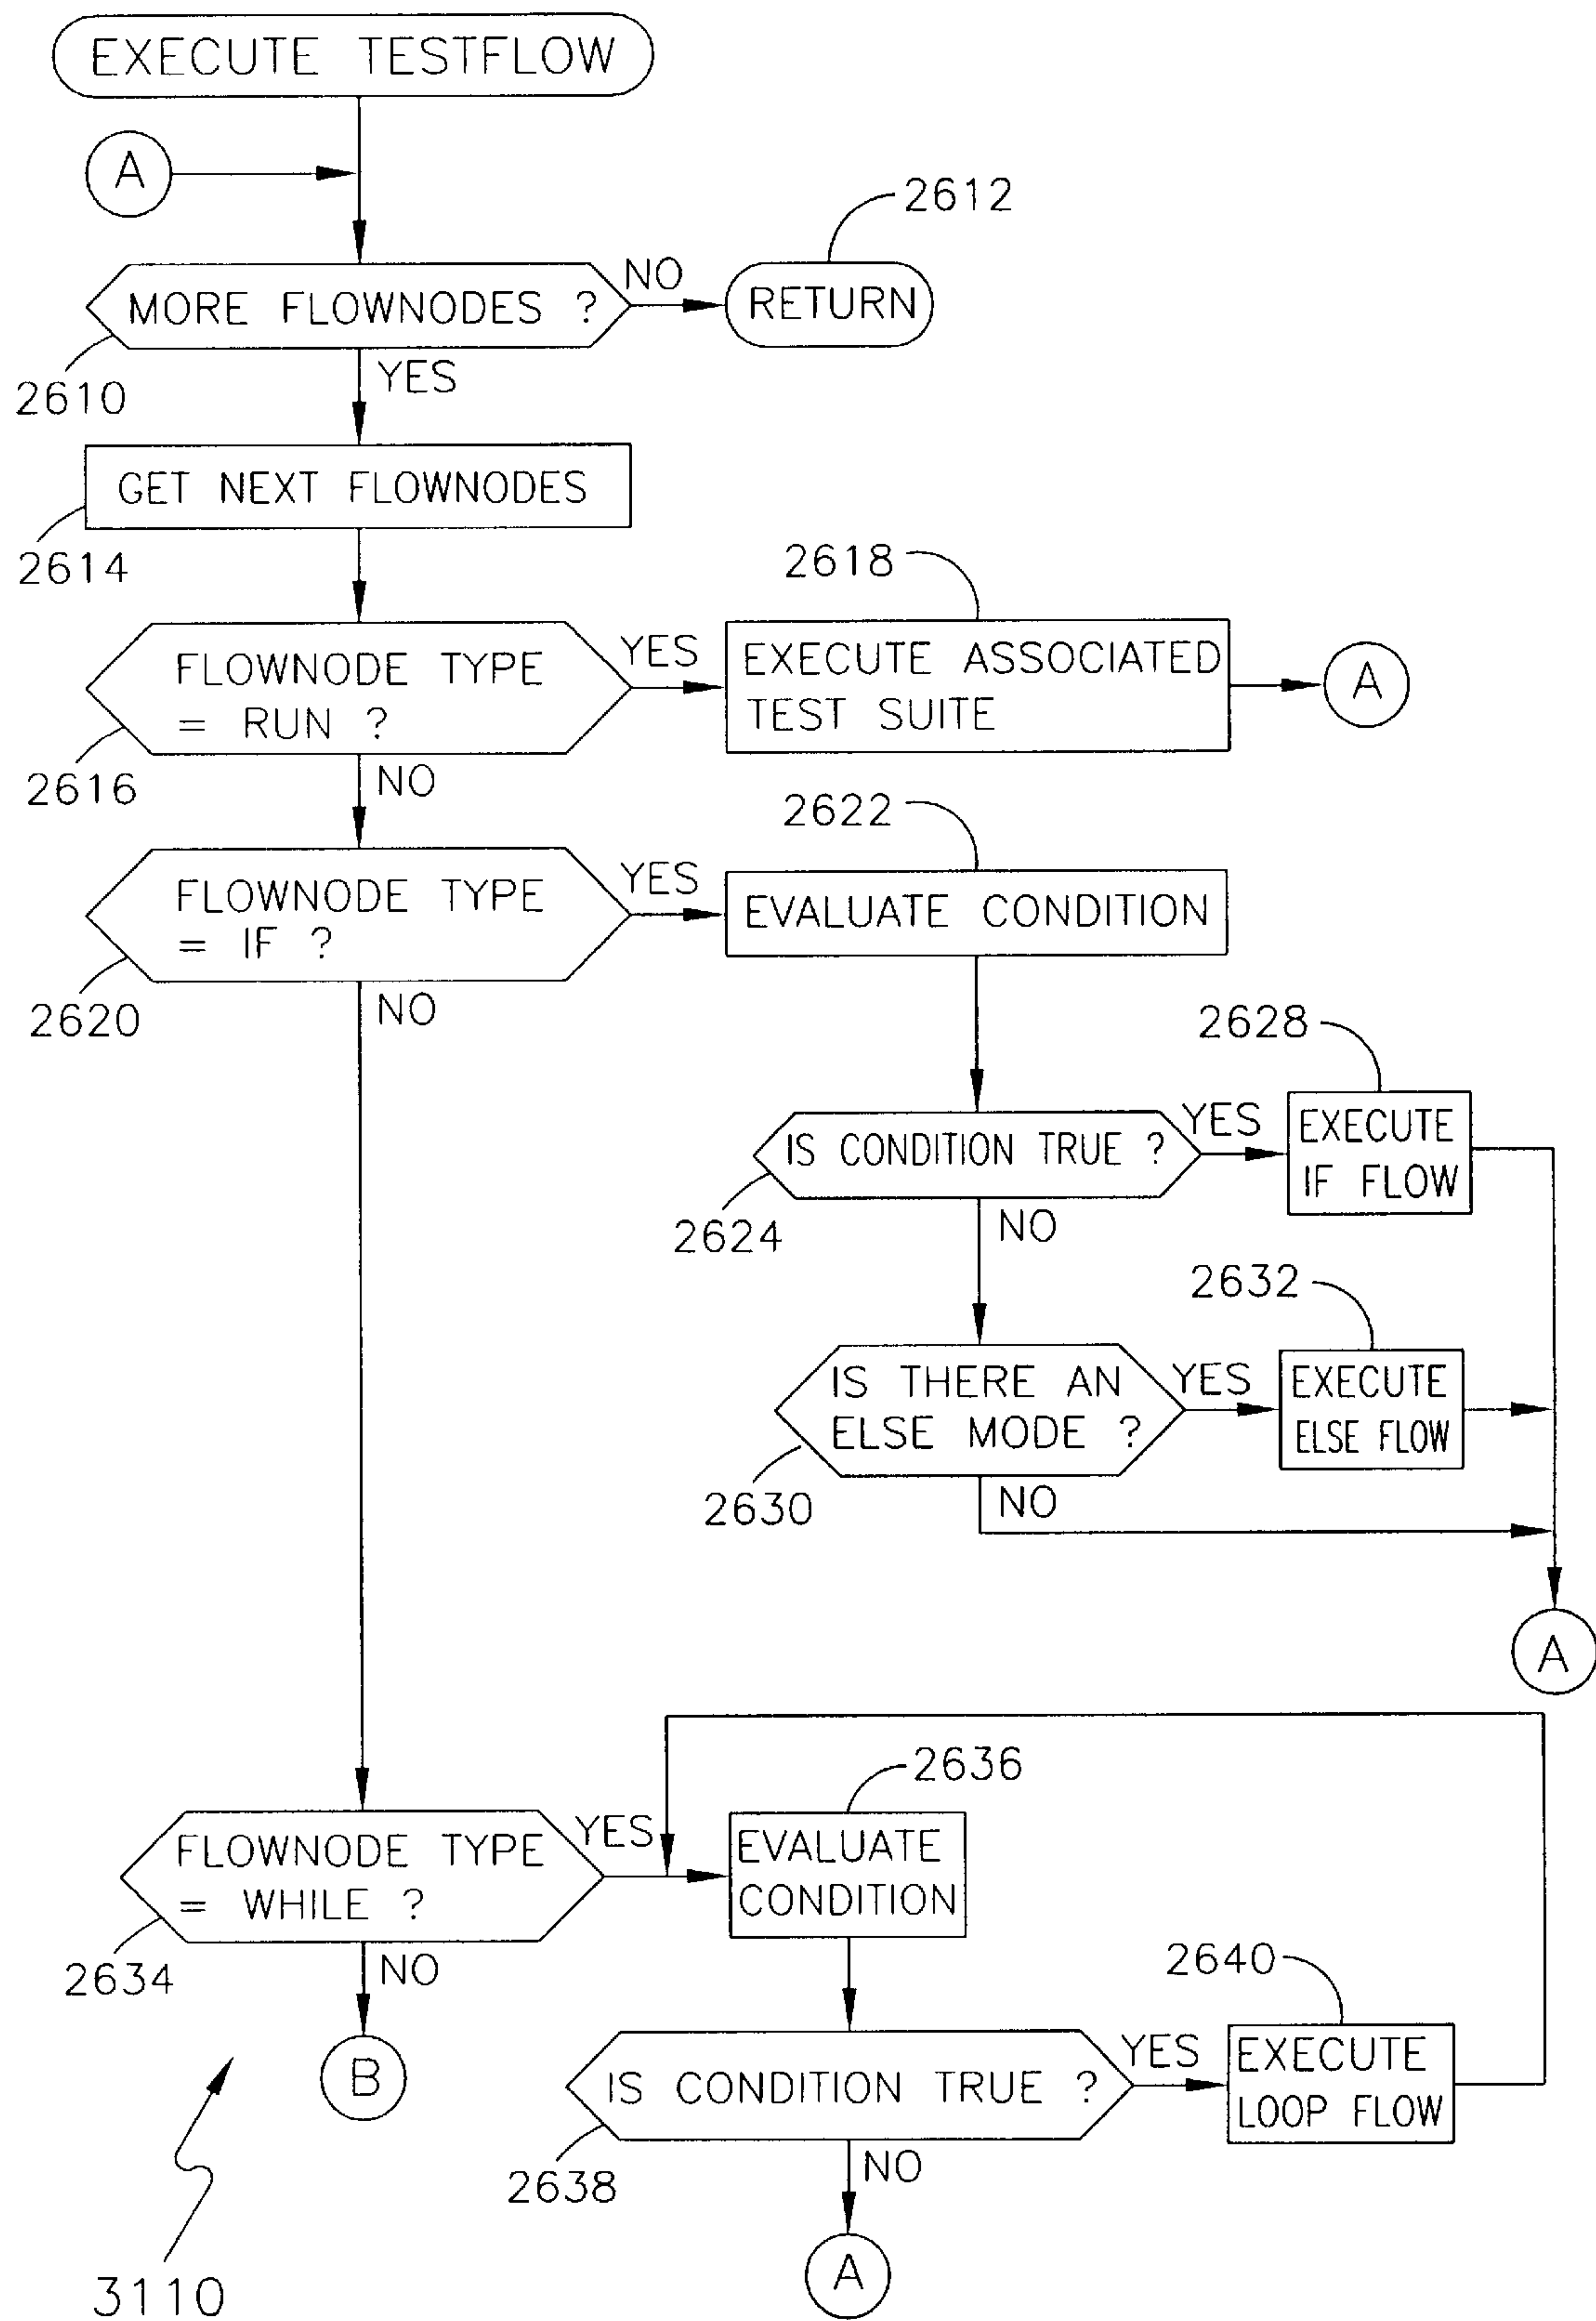 EXECUTE TESTFLOW
A
2612
MORE FLOWNODES ?
NO
RETURN
2610
YES
GET NEXT FLOWNODES
2614
2618
FLOWNODE TYPE
= RUN ?
YES
EXECUTE ASSOCIATED
TEST SUITE
A
2616
NO
2622
FLOWNODE TYPE
= IF ?
YES
EVALUATE CONDITION
2620
NO
2628
IS CONDITION TRUE ?
YES
EXECUTE
IF FLOW
2624
NO
2632
IS THERE AN
ELSE MODE ?
YES
EXECUTE
ELSE FLOW
2630
NO
A
2636
FLOWNODE TYPE
= WHILE ?
YES
EVALUATE
CONDITION
2634
NO
2640
B
IS CONDITION TRUE ?
YES
EXECUTE
LOOP FLOW
2638
NO
A
3110